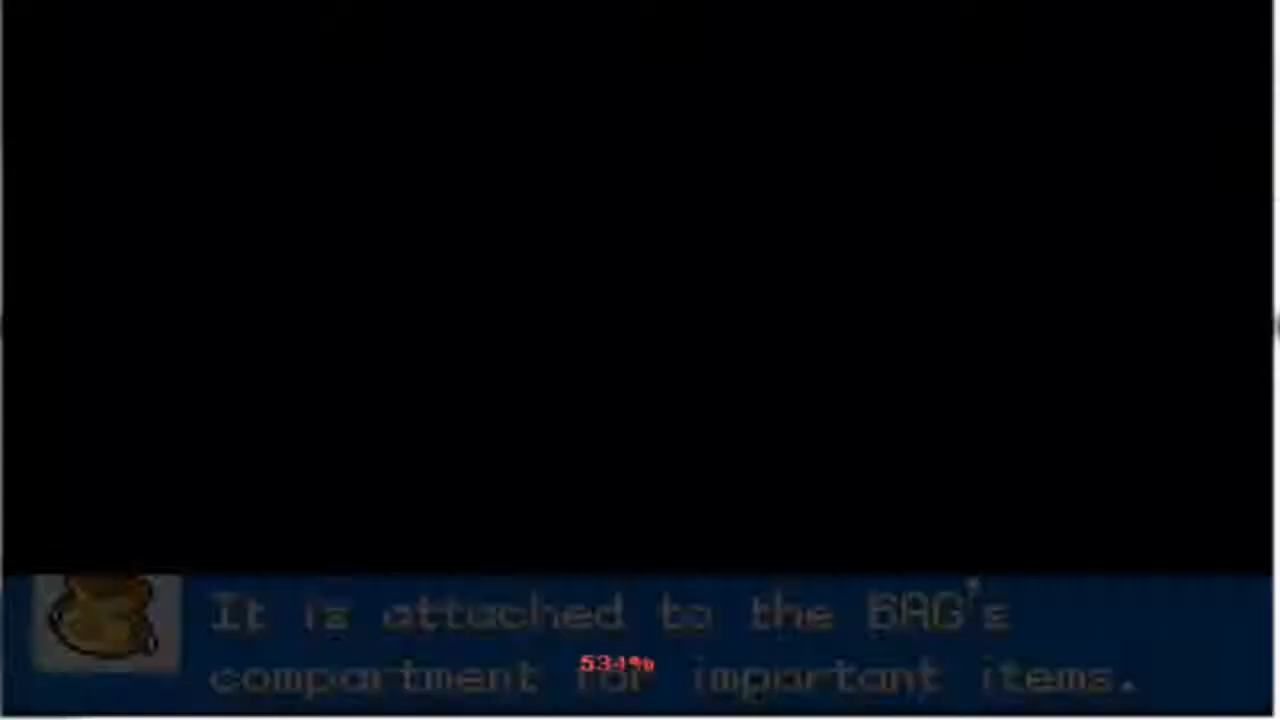 It is attached to the BAG's
compartment for important items.
534%